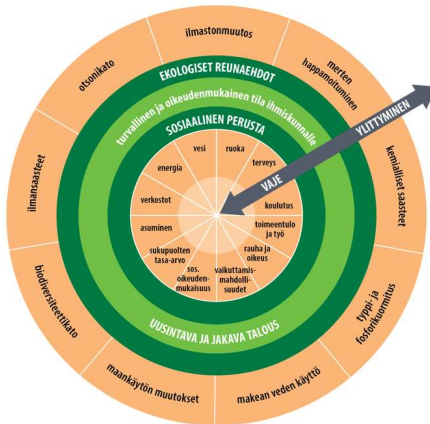 ilmastonmuutos
merten
happamoituminen
kemialliset saasteet
typpi- ja
fosforikuormitus
makean veden käyttö
maankäytön muutokset
biodiversiteettikato
ilmansaasteet
otsonikato
EKOLOGISET REUNAEHDOT
turvallinen ja oikeudenmukainen tila ihmiskunnalle
SOSIAALINEN PERUSTA
YLITTYMINEN
VAJE
vesi
ruoka
terveys
koulutus
toimeentulo
ja työ
rauha ja
oikeus
vaikuttamis-
mahdolli-
suudet
sos.
oikeuden-
mukaisuus
sukupuolten
tasa-arvo
asuminen
verkostot
energia
UUSINTAVA JA JAKAVA TALOUS